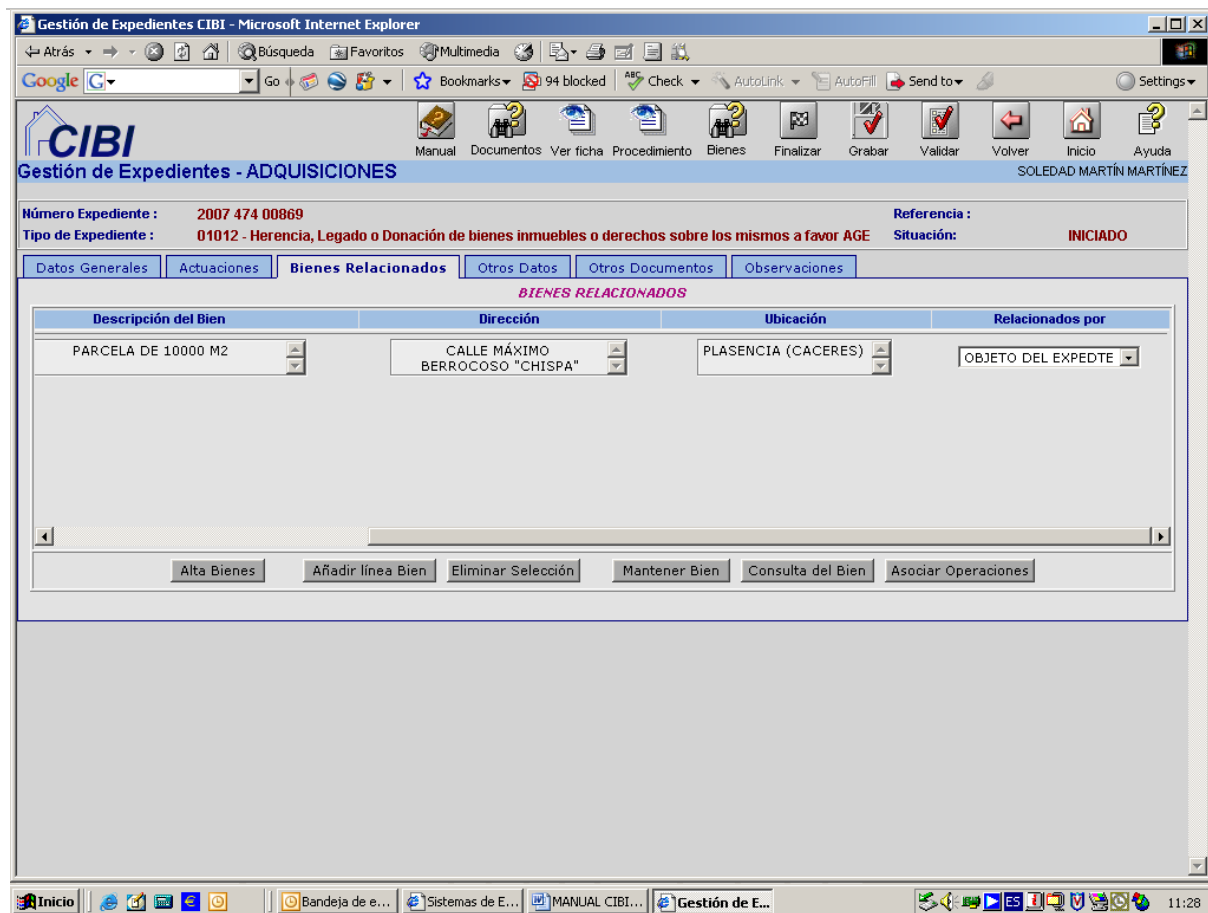 Gestión de Expedientes CIBI - Microsoft Internet Explorer
Atrás Búsqueda Favoritos Multimedia
Google G Go Bookmarks 94 blocked ABC Check AutoLink AutoFill Send to Settings
CIBI
Manual Documentos Ver ficha Procedimiento Bienes Finalizar Grabar Validar Volver Inicio Ayuda
Gestión de Expedientes - ADQUISICIONES SOLEDAD MARTÍN MARTÍNEZ
Número Expediente : 2007 474 00869 Referencia :
Tipo de Expediente : 01012 - Herencia, Legado o Donación de bienes inmuebles o derechos sobre los mismos a favor AGE Situación: INICIADO
Datos Generales Actuaciones Bienes Relacionados Otros Datos Otros Documentos Observaciones
BIENES RELACIONADOS
Descripción del Bien Dirección Ubicación Relacionados por
PARCELA DE 10000 M2 CALLE MÁXIMO PLASENCIA (CACERES) OBJETO DEL EXPEDTE
BERROCOSO "CHISPA"
Alta Bienes Añadir línea Bien Eliminar Selección Mantener Bien Consulta del Bien Asociar Operaciones
Inicio Bandeja de e... Sistemas de E... MANUAL CIBI... Gestión de E... ES 11:28